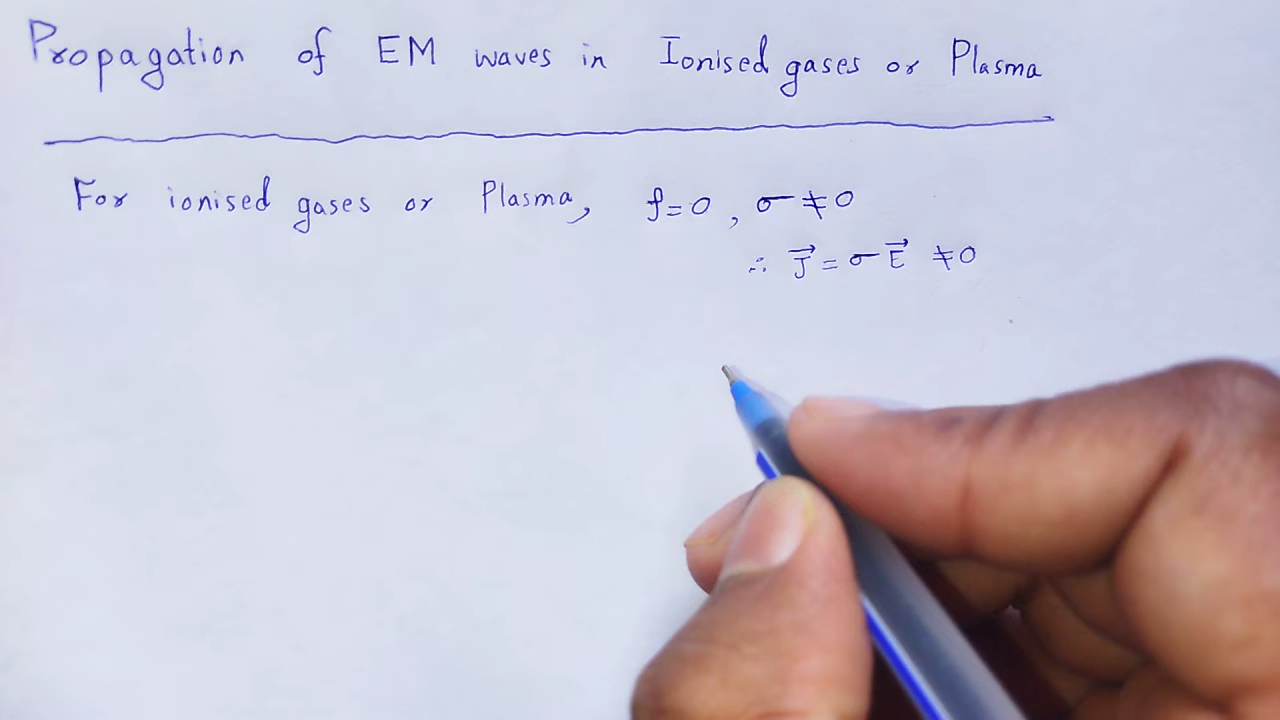 Propagation of EM waves in Ionised gases or Plasma
For ionised gases or Plasma, ρ=0, σ≠0
∴ J⃗ = σE⃗ ≠0